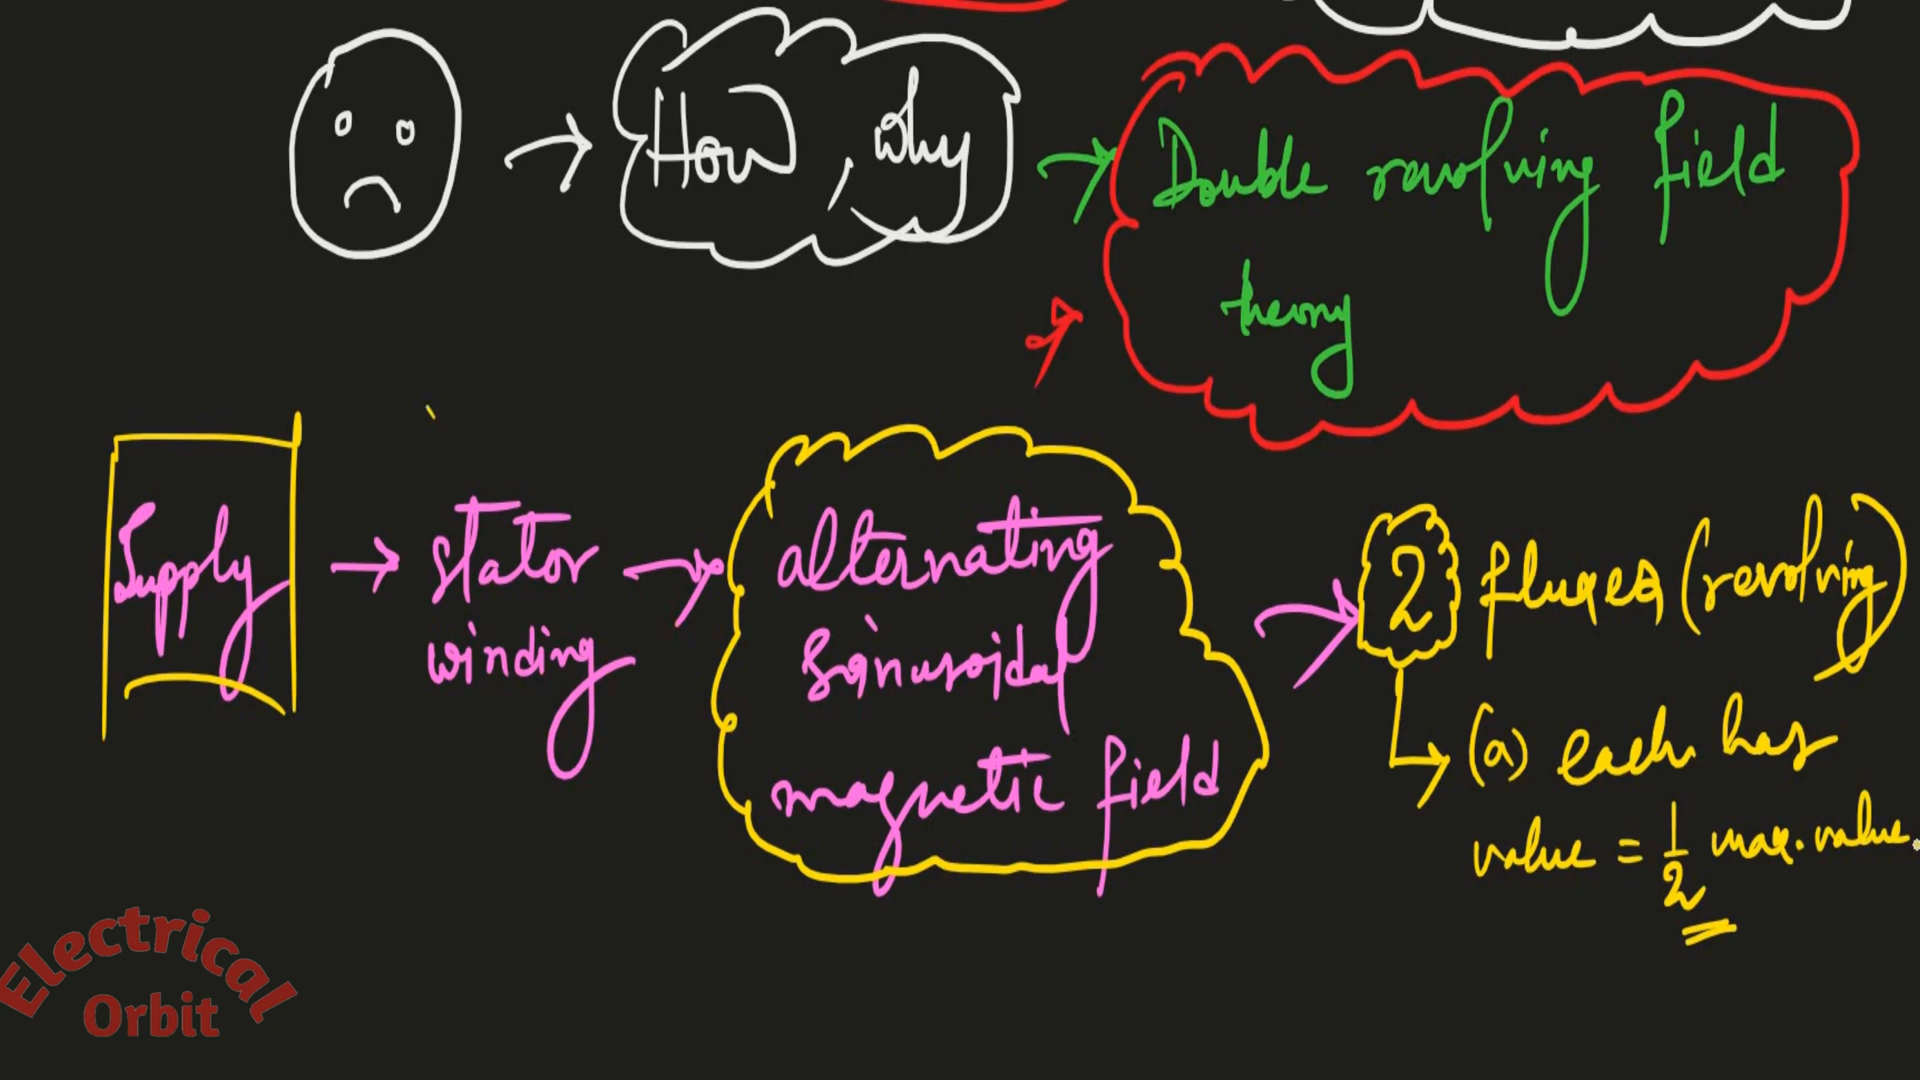 How, why
Double revolving field
theory
Supply → stator
winding
alternating
sinusoidal
magnetic field
2 fluxes (revolving)
(a) each has
value = 1/2 max. value.
Electrical
Orbit